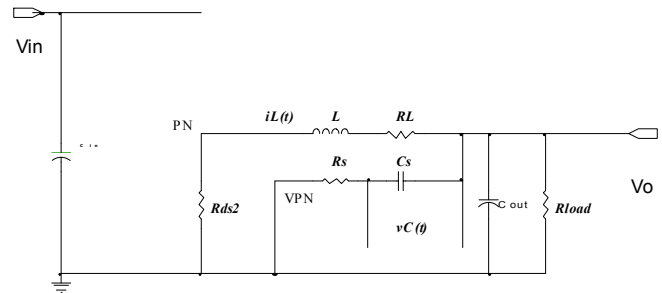 Vin
PN
iL(t)
L
RL
Rs
Cs
VPN
Rds2
vC(t)
C out
Rload
Vo